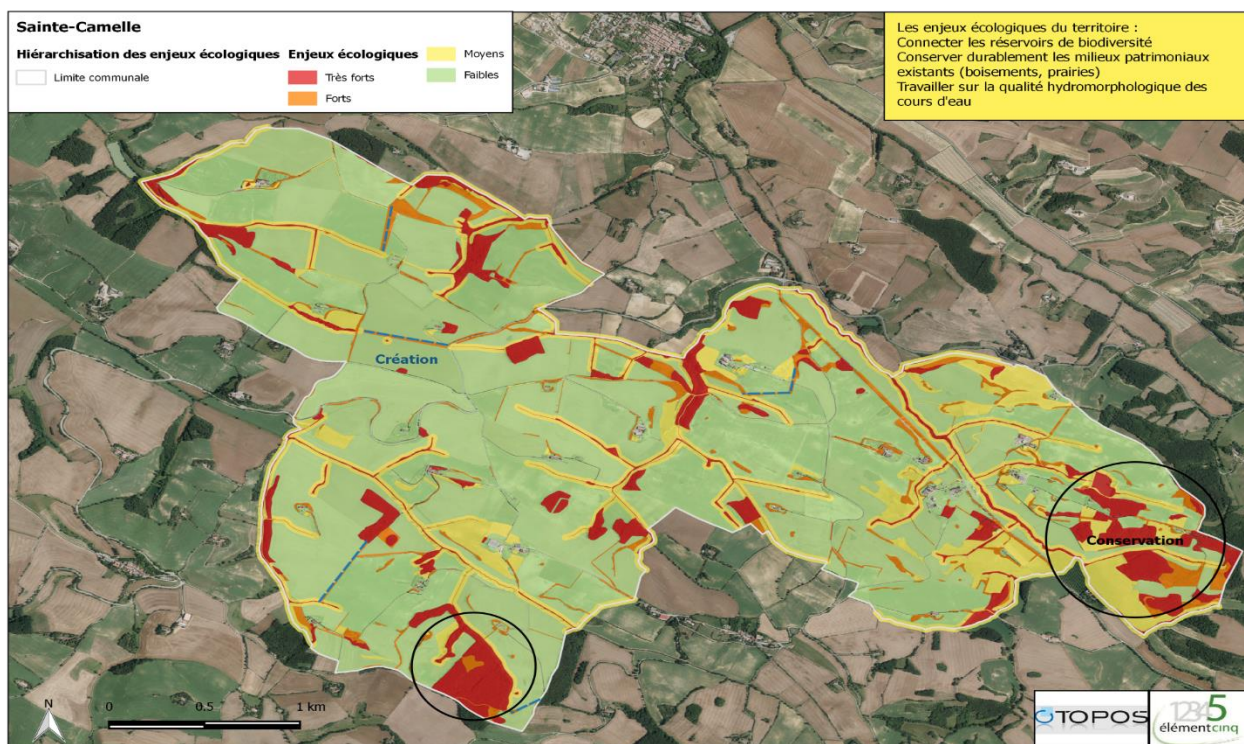 Sainte-Camelle
Hiérarchisation des enjeux écologiques
Limite communale
Enjeux écologiques
Très forts
Forts
Moyens
Faibles
Les enjeux écologiques du territoire :
Connecter les réservoirs de biodiversité
Conserver durablement les milieux patrimoniaux
existants (boisements, prairies)
Travailler sur la qualité hydromorphologique des
cours d'eau
Création
Conservation
N
0 0.5 1 km
TOPOS
12345
élémentcinq